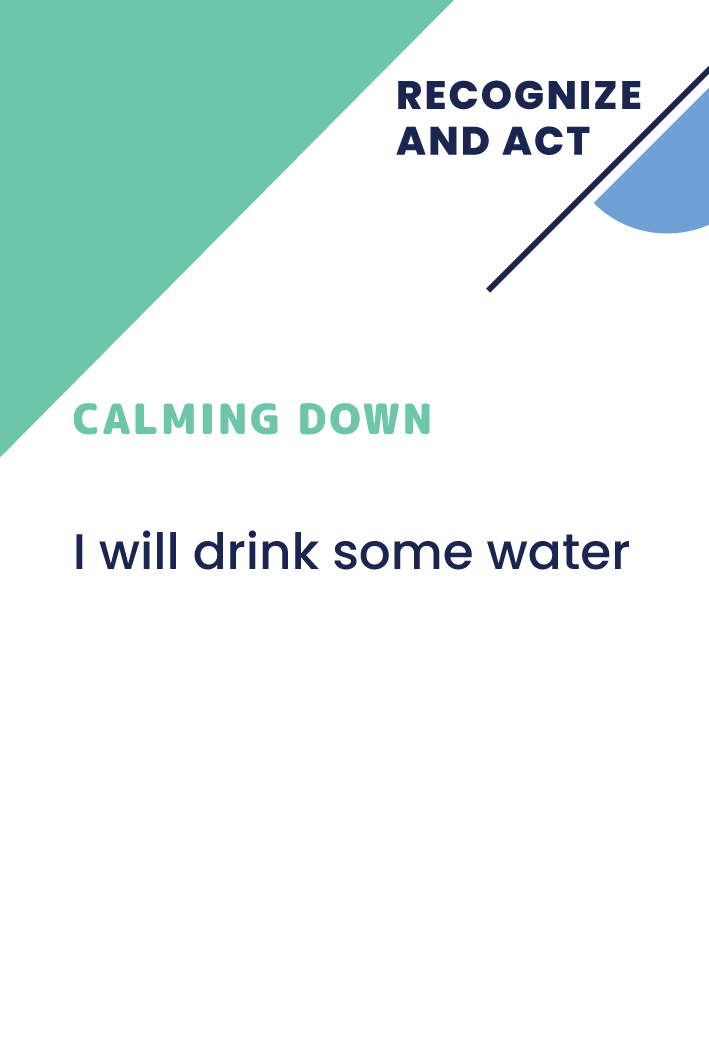 RECOGNIZE
AND ACT
CALMING DOWN
I will drink some water